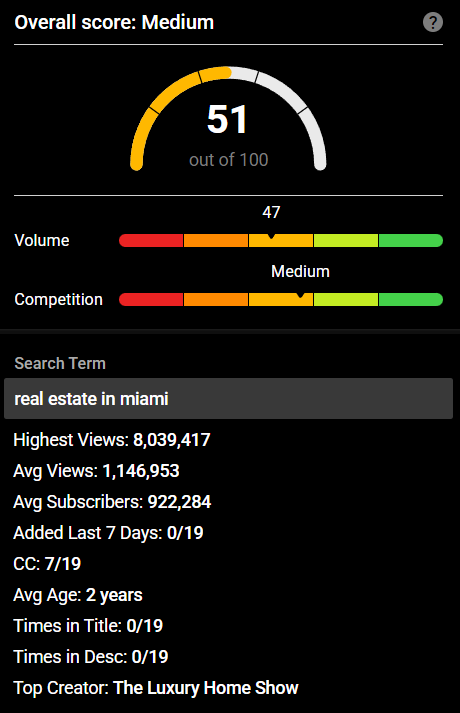 Overall score: Medium
?
51
out of 100
47
Volume
Medium
Competition
Search Term
real estate in miami
Highest Views: 8,039,417
Avg Views: 1,146,953
Avg Subscribers: 922,284
Added Last 7 Days: 0/19
CC: 7/19
Avg Age: 2 years
Times in Title: 0/19
Times in Desc: 0/19
Top Creator: The Luxury Home Show